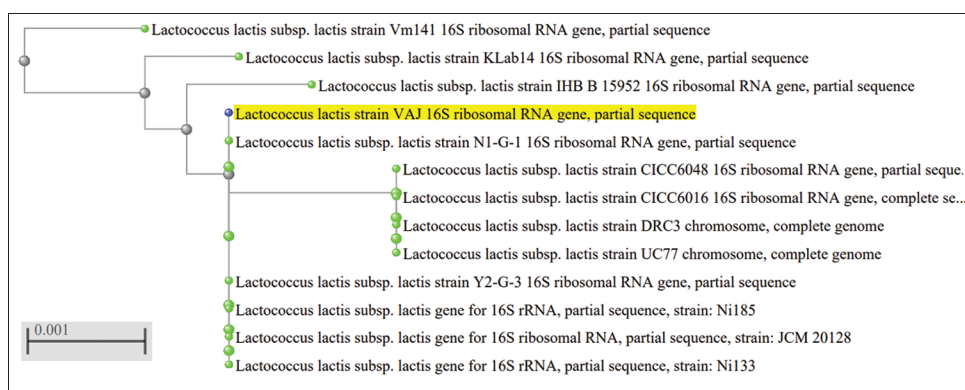 Lactococcus lactis subsp. lactis strain Vm141 16S ribosomal RNA gene, partial sequence
Lactococcus lactis subsp. lactis strain KLab14 16S ribosomal RNA gene, partial sequence
Lactococcus lactis subsp. lactis strain IHB B 15952 16S ribosomal RNA gene, partial sequence
Lactococcus lactis strain VAJ 16S ribosomal RNA gene, partial sequence
Lactococcus lactis subsp. lactis strain N1-G-1 16S ribosomal RNA gene, partial sequence
Lactococcus lactis subsp. lactis strain CICC6048 16S ribosomal RNA gene, partial seque...
Lactococcus lactis subsp. lactis strain CICC6016 16S ribosomal RNA gene, complete se...
Lactococcus lactis subsp. lactis strain DRC3 chromosome, complete genome
Lactococcus lactis subsp. lactis strain UC77 chromosome, complete genome
Lactococcus lactis subsp. lactis strain Y2-G-3 16S ribosomal RNA gene, partial sequence
Lactococcus lactis subsp. lactis gene for 16S rRNA, partial sequence, strain: Ni185
Lactococcus lactis subsp. lactis gene for 16S ribosomal RNA, partial sequence, strain: JCM 20128
Lactococcus lactis subsp. lactis gene for 16S rRNA, partial sequence, strain: Ni133
0.001